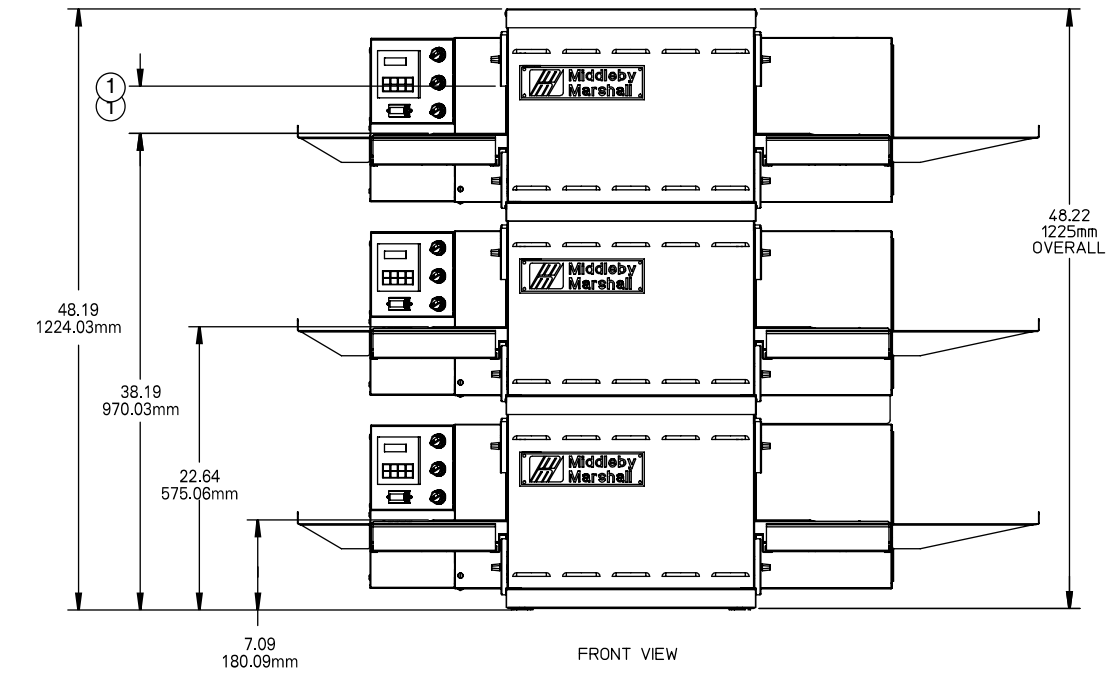 Middleby
Marshall
1
1
48.22
1225mm
OVERALL
Middleby
Marshall
48.19
1224.03mm
38.19
970.03mm
Middleby
Marshall
22.64
575.06mm
7.09
180.09mm
FRONT VIEW